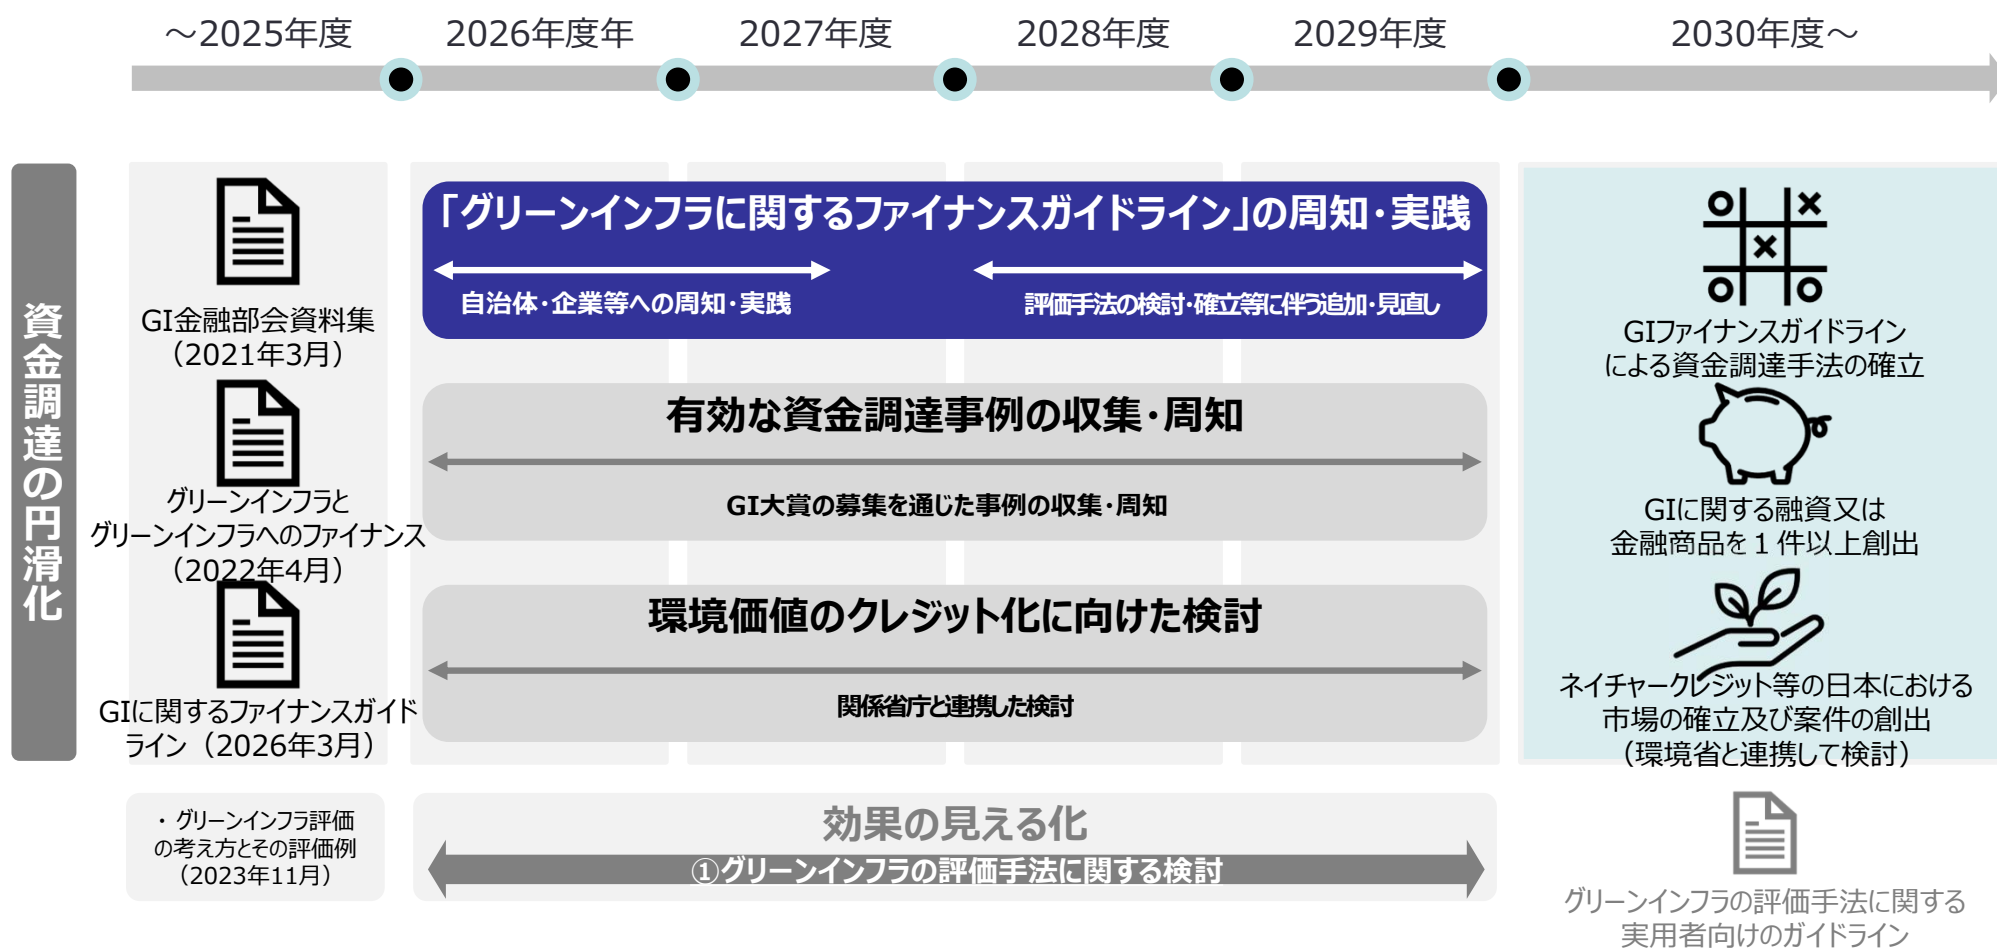 ～2025年度
2026年度年
2027年度
2028年度
2029年度
2030年度～
資金調達の円滑化
GI金融部会資料集
（2021年3月）
グリーンインフラと
グリーンインフラへのファイナンス
（2022年4月）
GIに関するファイナンスガイド
ライン（2026年3月）
「グリーンインフラに関するファイナンスガイドライン」の周知・実践
自治体・企業等への周知・実践
評価手法の検討・確立等に伴う追加・見直し
有効な資金調達事例の収集・周知
GI大賞の募集を通じた事例の収集・周知
環境価値のクレジット化に向けた検討
関係省庁と連携した検討
GIファイナンスガイドライン
による資金調達手法の確立
GIに関する融資又は
金融商品を１件以上創出
ネイチャークレジット等の日本における
市場の確立及び案件の創出
（環境省と連携して検討）
・グリーンインフラ評価
の考え方とその評価例
（2023年11月）
効果の見える化
①グリーンインフラの評価手法に関する検討
グリーンインフラの評価手法に関する
実用者向けのガイドライン